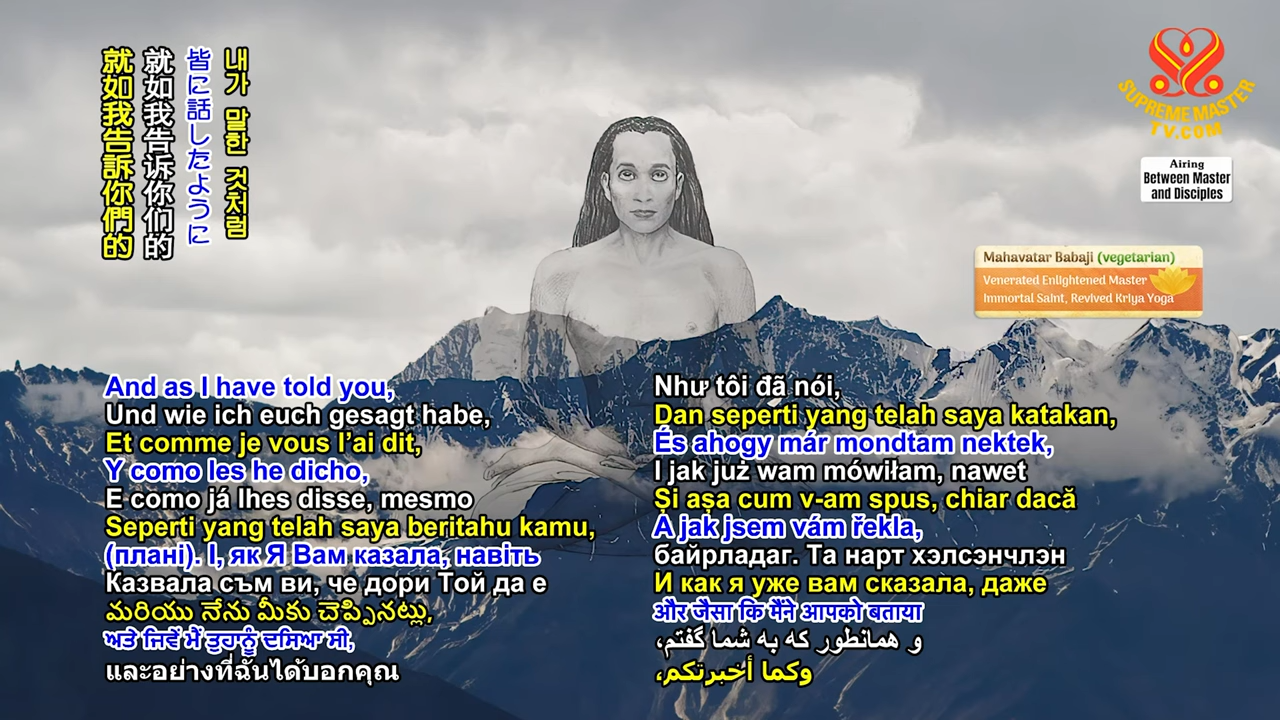 내가 말한 것처럼
皆に話したように
就如我告诉你们的
就如我告訴你們的
SUPREME MASTER
TV.COM
Airing
Between Master
and Disciples
Mahavatar Babaji (vegetarian)
Venerated Enlightened Master
Immortal Saint, Revived Kriya Yoga
And as I have told you,
Und wie ich euch gesagt habe,
Et comme je vous l’ai dit,
Y como les he dicho,
E como já lhes disse, mesmo
Seperti yang telah saya beritahu kamu,
(плані). І, як Я Вам казала, навіть
Казвала съм ви, че дори Той да е
మరియు నేను మీకు చెప్పినట్లు,
ਅਤੇ ਜਿਵੇਂ ਮੈਂ ਤੁਹਾਨੂੰ ਦਸਿਆ ਸੀ,
และอย่างที่ฉันได้บอกคุณ
Như tôi đã nói,
Dan seperti yang telah saya katakan,
És ahogy már mondtam nektek,
I jak już wam mówiłam, nawet
Și așa cum v-am spus, chiar dacă
A jak jsem vám řekla,
байрладаг. Та нарт хэлсэнчлэн
И как я уже вам сказала, даже
और जैसा कि मैंने आपको बताया
و همانطور که به شما گفتم،
وكما أخبرتكم،